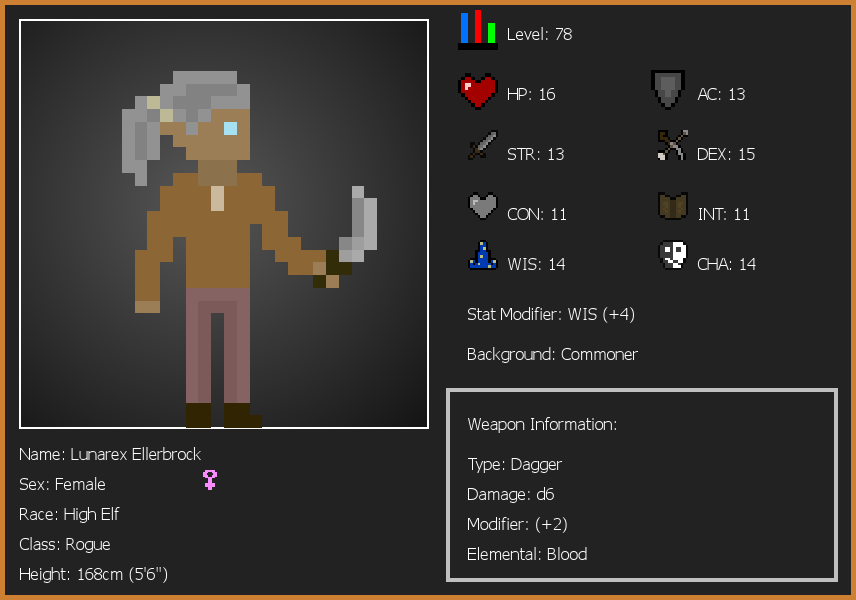 Level: 78
HP: 16
AC: 13
STR: 13
DEX: 15
CON: 11
INT: 11
WIS: 14
CHA: 14
Stat Modifier: WIS (+4)
Background: Commoner
Weapon Information:
Type: Dagger
Damage: d6
Modifier: (+2)
Elemental: Blood
Name: Lunarex Ellerbrock
Sex: Female
Race: High Elf
Class: Rogue
Height: 168cm (5'6")